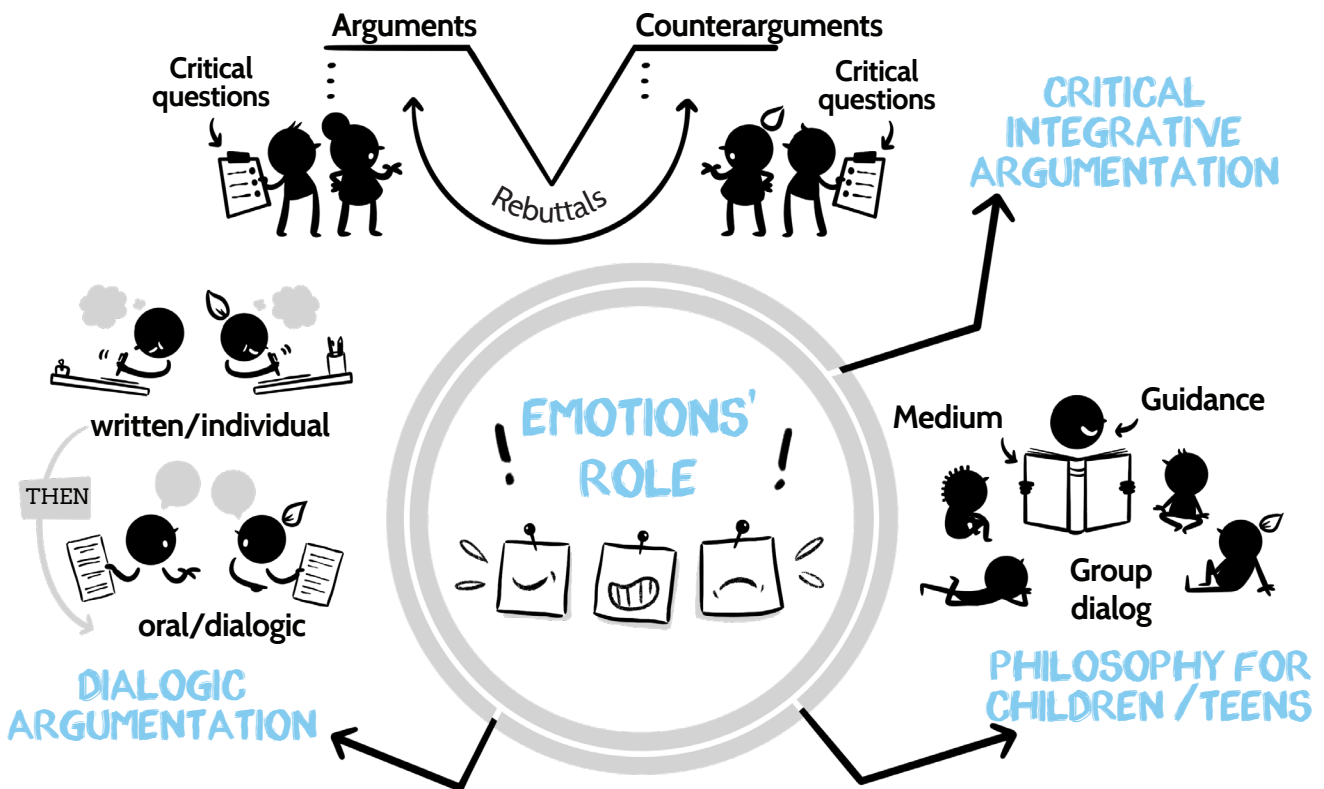 Arguments
Counterarguments
Critical
questions
Critical
questions
Rebuttals
CRITICAL
INTEGRATIVE
ARGUMENTATION
written/individual
THEN
oral/dialogic
DIALOGIC
ARGUMENTATION
EMOTIONS'
ROLE
! !
Medium
Guidance
Group
dialog
PHILOSOPHY FOR
CHILDREN / TEENS